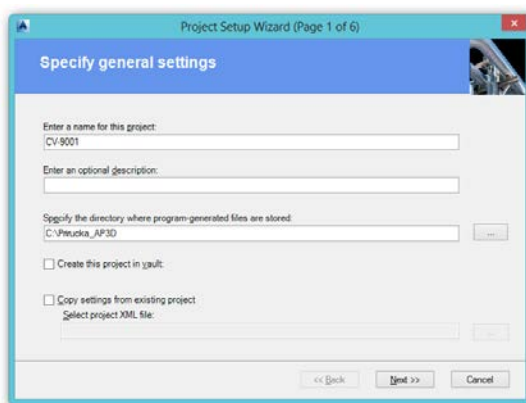 Project Setup Wizard (Page 1 of 6)
Specify general settings
Enter a name for this project:
CV-9001
Enter an optional description:
Specify the directory where program-generated files are stored:
C:\Prirucka_AP3D
...
Create this project in vault
Copy settings from existing project
Select project XML file:
...
<< Back
Next >>
Cancel